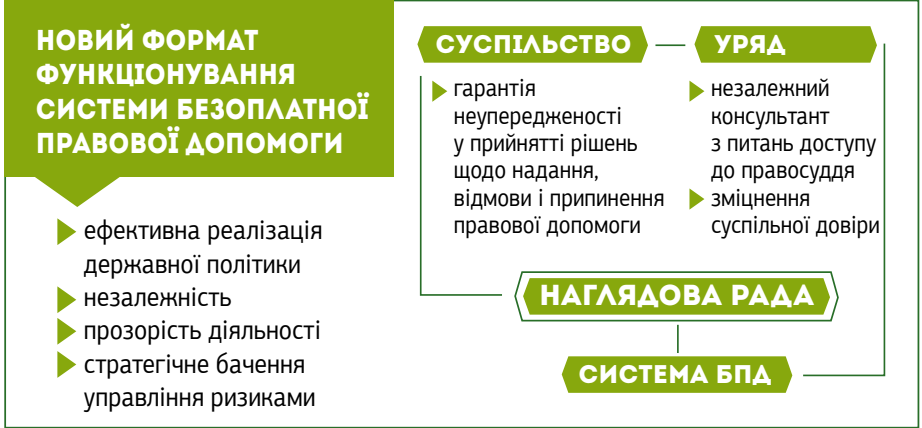 НОВИЙ ФОРМАТ
ФУНКЦІОНУВАННЯ
СИСТЕМИ БЕЗОПЛАТНОЇ
ПРАВОВОЇ ДОПОМОГИ
ефективна реалізація
державної політики
незалежність
прозорість діяльності
стратегічне бачення
управління ризиками
СУСПІЛЬСТВО
гарантія
неупередженості
у прийнятті рішень
щодо надання,
відмови і припинення
правової допомоги
УРЯД
незалежний
консультант
з питань доступу
до правосуддя
зміцнення
суспільної довіри
НАГЛЯДОВА РАДА
СИСТЕМА БПД